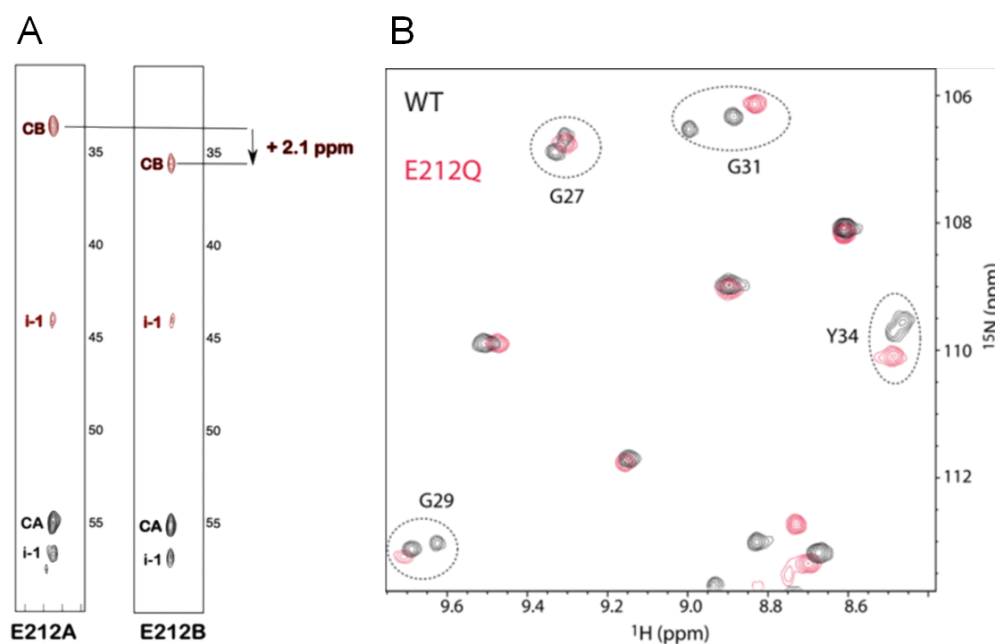 A
CB
35
i-1
40
45
50
CA
55
i-1
E212A
CB
35
+ 2.1 ppm
40
i-1
45
50
CA
55
i-1
E212B
B
WT
E212Q
G27
G31
Y34
G29
106
108
110
112
15N (ppm)
9.6 9.4 9.2 9.0 8.8 8.6
1H (ppm)